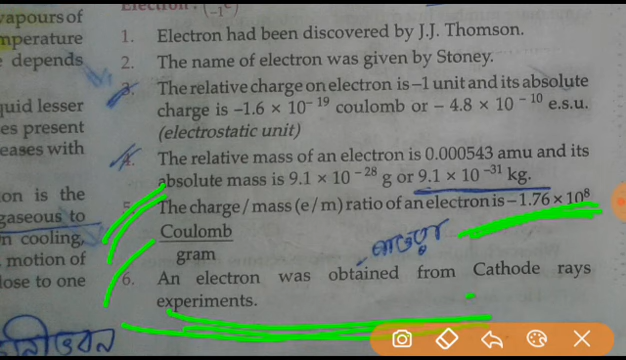 vapours of
mperature
depends
quid lesser
es present
eases with
on is the
gaseous to
n cooling,
motion of
lose to one
Electron :
1. Electron had been discovered by J.J. Thomson.
2. The name of electron was given by Stoney.
3. The relative charge on electron is –1 unit and its absolute
charge is –1.6 × 10⁻¹⁹ coulomb or – 4.8 × 10⁻¹⁰ e.s.u.
(electrostatic unit)
4. The relative mass of an electron is 0.000543 amu and its
absolute mass is 9.1 × 10⁻²⁸ g or 9.1 × 10⁻³¹ kg.
5. The charge/mass (e/m) ratio of an electron is – 1.76 × 10⁸
Coulomb
gram
6. An electron was obtained from Cathode rays
experiments.